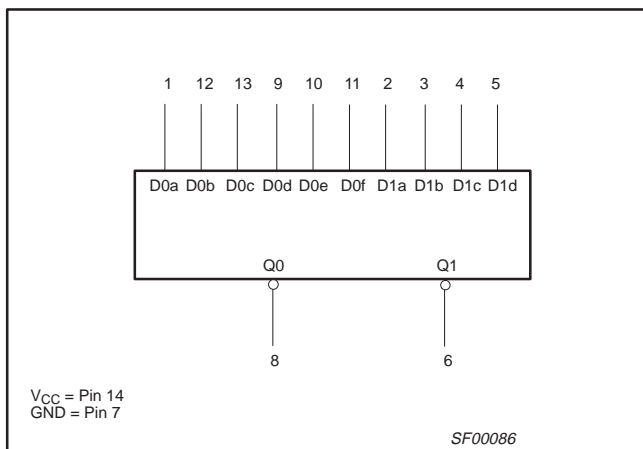 1 12 13 9 10 11 2 3 4 5
D0a D0b D0c D0d D0e D0f D1a D1b D1c D1d
Q0 Q1
8 6
VCC = Pin 14
GND = Pin 7
SF00086